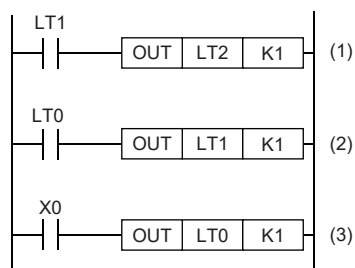 LT1
OUT LT2 K1 (1)
LT0
OUT LT1 K1 (2)
X0
OUT LT0 K1 (3)